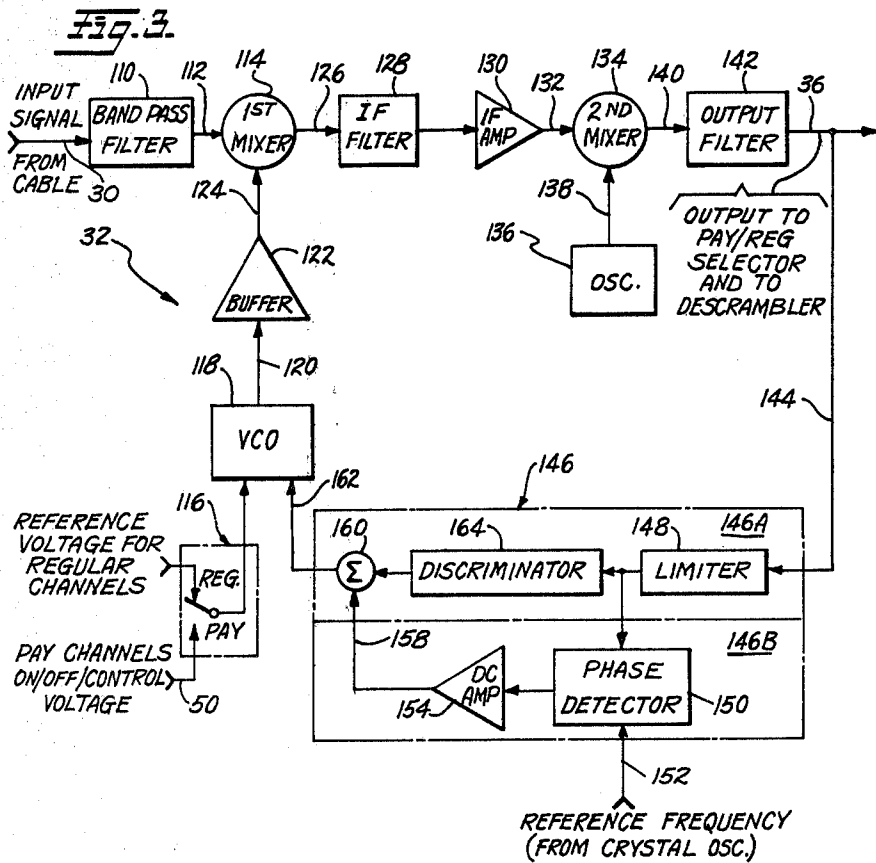 Fig. 3.
INPUT
SIGNAL
FROM
CABLE
30
110
BAND PASS
FILTER
112
114
1ST
MIXER
126
128
IF
FILTER
130
IF
AMP
132
134
2ND
MIXER
140
142
OUTPUT
FILTER
36
124
138
136
OSC.
OUTPUT TO
PAY/REG
SELECTOR
AND TO
DESCRAMBLER
32
122
BUFFER
120
118
VCO
144
162
146
116
REFERENCE
VOLTAGE FOR
REGULAR
CHANNELS
REG.
PAY
PAY CHANNELS
ON/OFF/CONTROL
VOLTAGE
50
160
Σ
164
DISCRIMINATOR
148
LIMITER
146A
158
146B
DC
AMP
154
PHASE
DETECTOR
150
152
REFERENCE FREQUENCY
(FROM CRYSTAL OSC.)